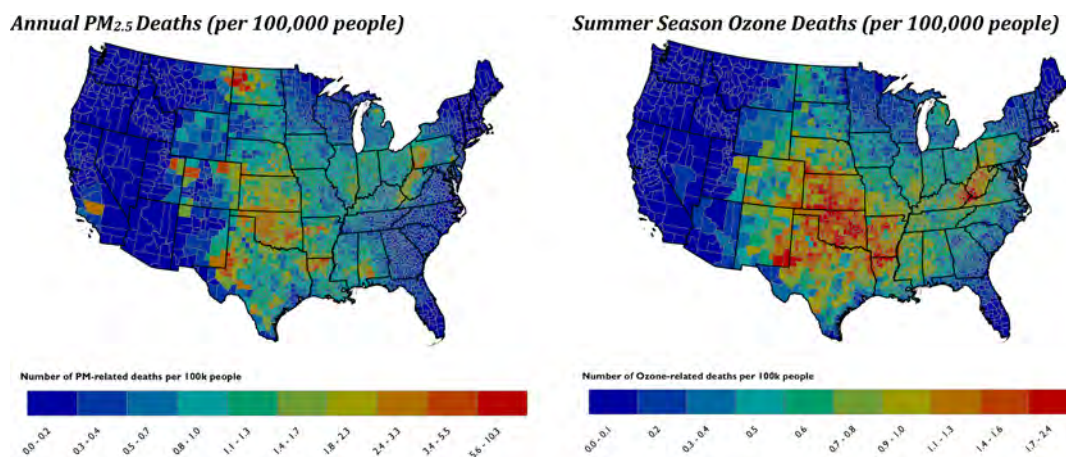 Annual PM2.5 Deaths (per 100,000 people)
Summer Season Ozone Deaths (per 100,000 people)
Number of PM-related deaths per 100k people
0.0 - 0.2
0.3 - 0.4
0.5 - 0.7
0.8 - 1.0
1.1 - 1.3
1.4 - 1.7
1.8 - 2.3
2.4 - 3.3
3.4 - 5.5
5.6 - 10.3
Number of Ozone-related deaths per 100k people
0.0 - 0.1
0.2
0.3 - 0.4
0.5
0.6
0.7 - 0.8
0.9 - 1.0
1.1 - 1.3
1.4 - 1.6
1.7 - 2.4